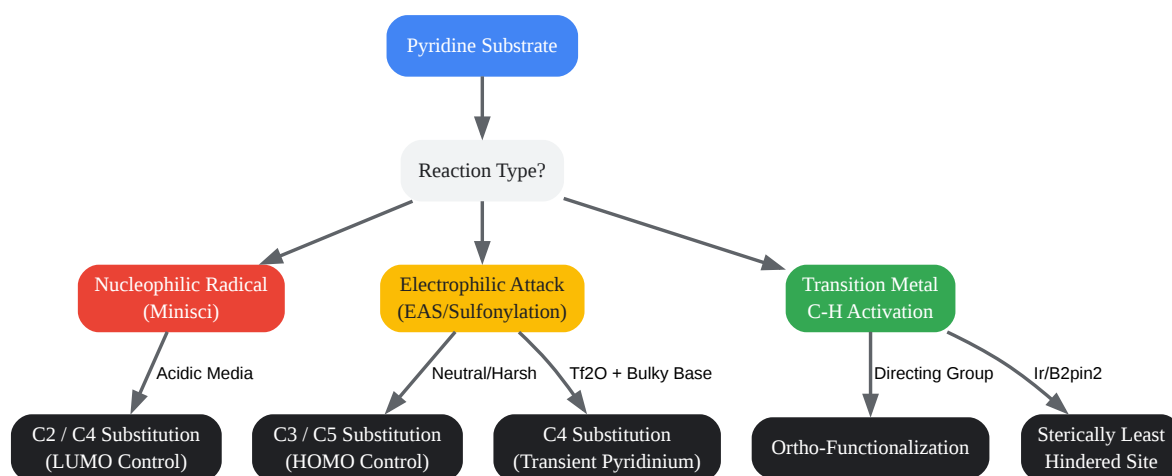 Pyridine Substrate
Reaction Type?
Nucleophilic Radical
(Minisci)
Electrophilic Attack
(EAS/Sulfonylation)
Transition Metal
C-H Activation
Acidic Media
Neutral/Harsh
Tf2O + Bulky Base
Directing Group
Ir/B2pin2
C2 / C4 Substitution
(LUMO Control)
C3 / C5 Substitution
(HOMO Control)
C4 Substitution
(Transient Pyridinium)
Ortho-Functionalization
Sterically Least
Hindered Site